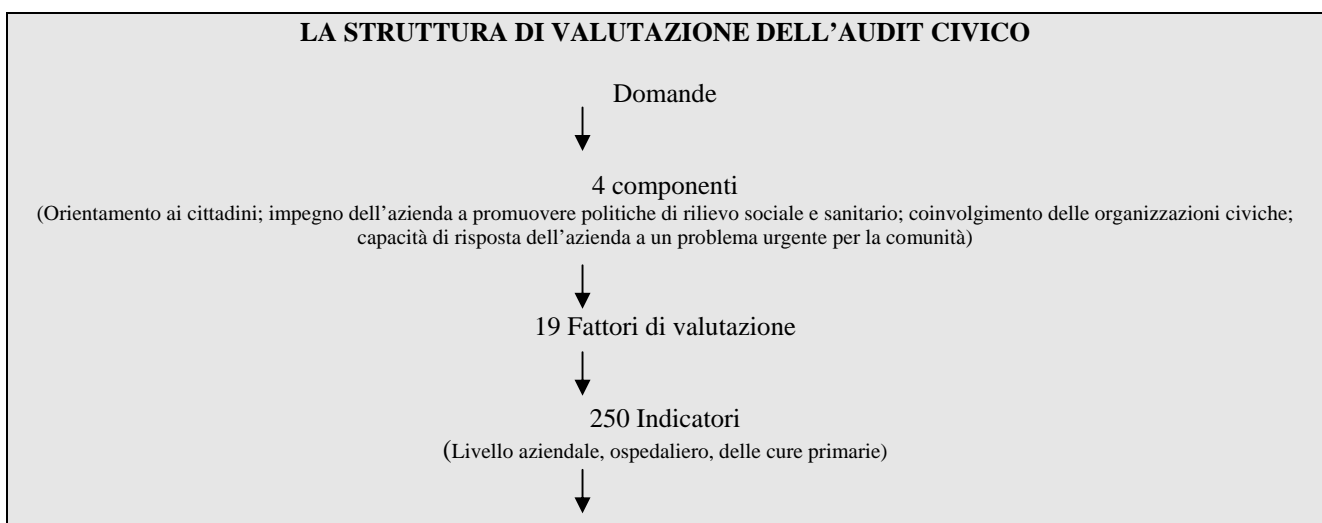 LA STRUTTURA DI VALUTAZIONE DELL’AUDIT CIVICO
Domande
4 componenti
(Orientamento ai cittadini; impegno dell’azienda a promuovere politiche di rilievo sociale e sanitario; coinvolgimento delle organizzazioni civiche;
capacità di risposta dell’azienda a un problema urgente per la comunità)
19 Fattori di valutazione
250 Indicatori
(Livello aziendale, ospedaliero, delle cure primarie)